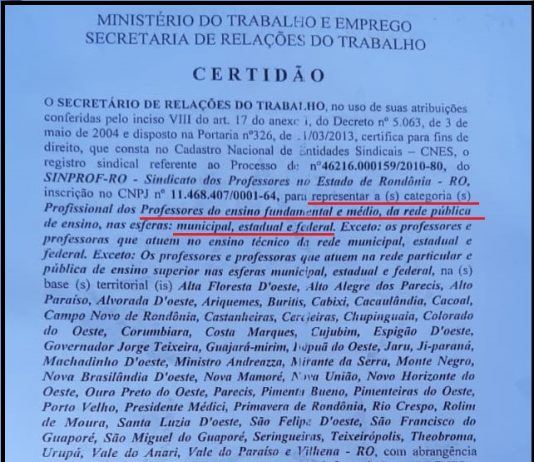 MINISTÉRIO DO TRABALHO E EMPREGO
SECRETARIA DE RELAÇÕES DO TRABALHO
CERTIDÃO
O SECRETÁRIO DE RELAÇÕES DO TRABALHO, no uso de suas atribuições
conferidas pelo inciso VIII do art. 17 do anexo I, do Decreto nº 5.063, de 3 de
maio de 2004 e disposto na Portaria nº326, de 11/03/2013, certifica para fins de
direito, que consta no Cadastro Nacional de Entidades Sindicais – CNES, o
registro sindical referente ao Processo de nº46216.000159/2010-80, do
SINPROF-RO - Sindicato dos Professores no Estado de Rondônia - RO,
inscrição no CNPJ nº 11.468.407/0001-64, para representar a (s) categoria (s)
Profissional dos Professores do ensino fundamental e médio, da rede pública
de ensino, nas esferas: municipal, estadual e federal. Exceto: os professores e
professoras que atuem no ensino técnico da rede municipal, estadual e
federal. Exceto: Os professores e professoras que atuam na rede particular e
pública de ensino superior nas esferas municipal, estadual e federal, na (s)
base (s) territorial (is) Alta Floresta D'oeste, Alto Alegre dos Parecis, Alto
Paraíso, Alvorada D'oeste, Ariquemes, Buritis, Cabixi, Cacaulândia, Cacoal,
Campo Novo de Rondônia, Castanheiras, Cerejeiras, Chupinguaia, Colorado
do Oeste, Corumbiara, Costa Marques, Cujubim, Espigão D'oeste,
Governador Jorge Teixeira, Guajará-mirim, Itapuã do Oeste, Jaru, Ji-paraná,
Machadinho D'oeste, Ministro Andreazza, Mirante da Serra, Monte Negro,
Nova Brasilândia D'oeste, Nova Mamoré, Nova União, Novo Horizonte do
Oeste, Ouro Preto do Oeste, Parecis, Pimenta Bueno, Pimenteiras do Oeste,
Porto Velho, Presidente Médici, Primavera de Rondônia, Rio Crespo, Rolim
de Moura, Santa Luzia D'oeste, São Felipe D'oeste, São Francisco do
Guaporé, São Miguel do Guaporé, Seringueiras, Teixeirópolis, Theobroma,
Urupá, Vale do Anari, Vale do Paraíso e Vilhena - RO, com abrangência